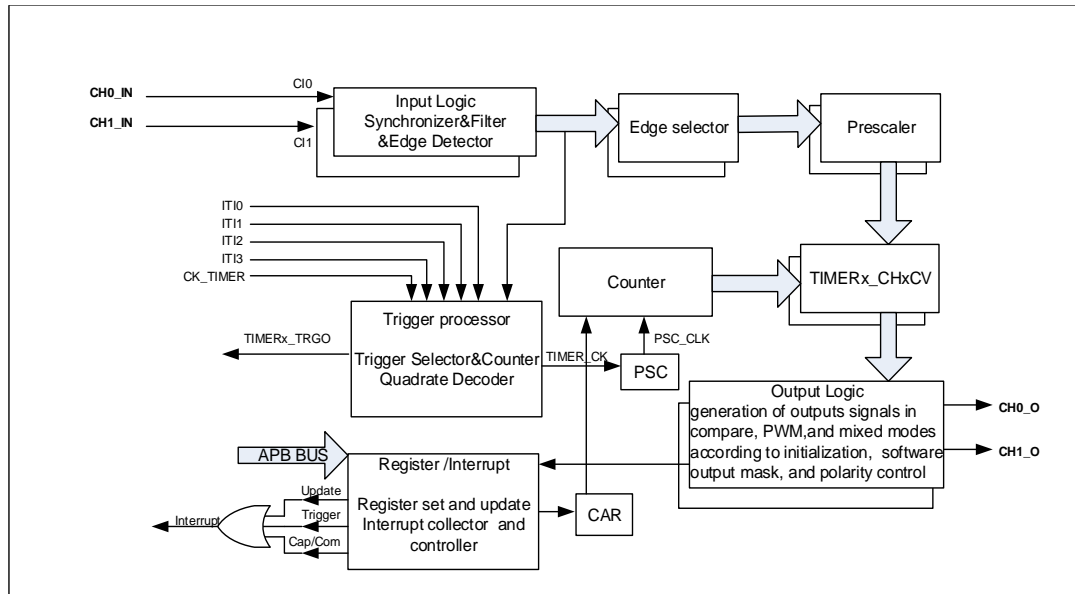 CH0_IN
CI0
CH1_IN
CI1
Input Logic
Synchronizer&Filter
&Edge Detector
Edge selector
Prescaler
ITI0
ITI1
ITI2
ITI3
CK_TIMER
Counter
TIMERx_CHxCV
Trigger processor
Trigger Selector&Counter
Quadrate Decoder
TIMERx_TRGO
TIMER_CK
PSC_CLK
PSC
Output Logic
generation of outputs signals in
compare, PWM,and mixed modes
according to initialization, software
output mask, and polarity control
CH0_O
CH1_O
APB BUS
Register /Interrupt
Register set and update
Interrupt collector and
controller
CAR
Update
Trigger
Cap/Com
Interrupt